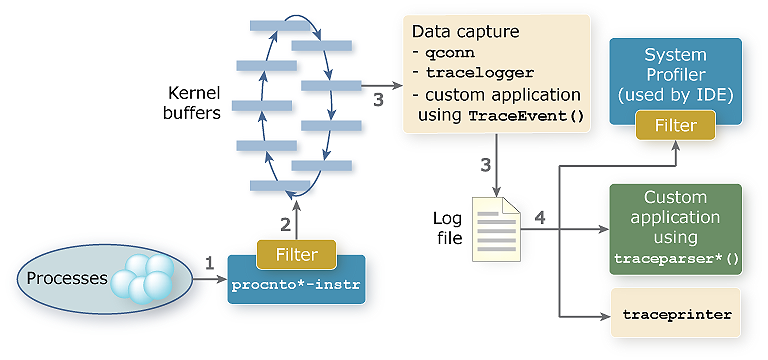 Data capture
- qconn
- tracelogger
- custom application
using TraceEvent()
System
Profiler
(used by IDE)
Filter
Kernel
buffers
3
3
2
Log
file
4
Custom
application
using
traceparser*()
Processes
1
Filter
procnto*-instr
traceprinter